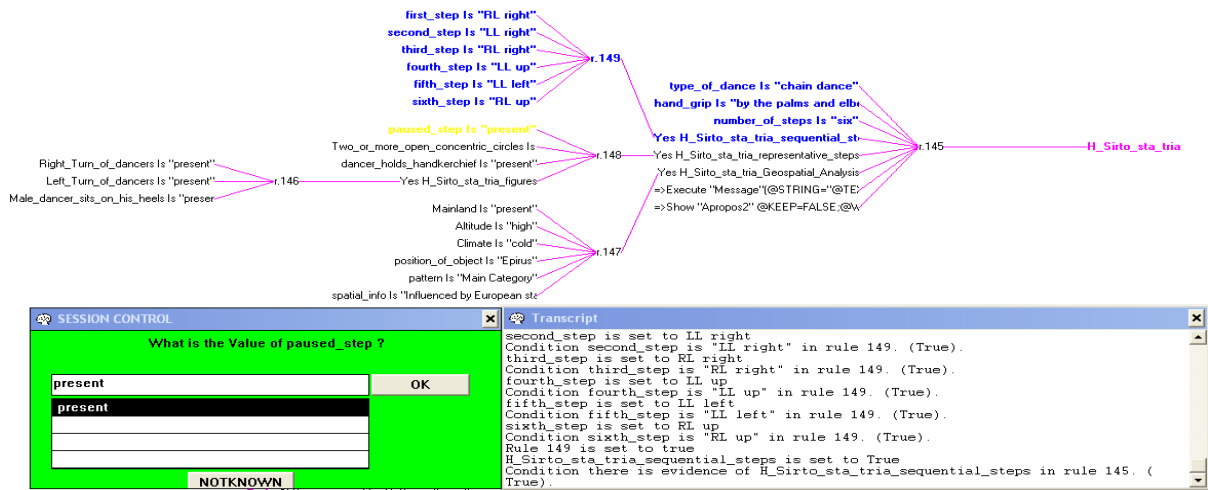 first_step Is "RL right"
second_step Is "LL right"
third_step Is "RL right"
fourth_step Is "LL up"
fifth_step Is "LL left"
sixth_step Is "RL up"
r.149
paused_step Is "present"
Two_or_more_open_concentric_circles Is
dancer_holds_handkerchief Is "present"
Yes H_Sirto_sta_tria_figures
r.148
Right_Turn_of_dancers Is "present"
Left_Turn_of_dancers Is "present"
Male_dancer_sits_on_his_heels Is "preser
r.146
Mainland Is "present"
Altitude Is "high"
Climate Is "cold"
position_of_object Is "Epirus"
pattern Is "Main Category"
spatial_info Is "Influenced by European sta
r.147
type_of_dance Is "chain dance"
hand_grip Is "by the palms and elb
number_of_steps Is "six"
Yes H_Sirto_sta_tria_sequential_st
Yes H_Sirto_sta_tria_representative_steps
Yes H_Sirto_sta_tria_Geospatial_Analysis
=>Execute "Message"(@STRING="@TE
=>Show "Apropos2" @KEEP=FALSE;@W
r.145
H_Sirto_sta_tria
SESSION CONTROL
What is the Value of paused_step ?
present
OK
present
NOTKNOWN
Transcript
second_step is set to LL right
Condition second_step is "LL right" in rule 149. (True).
third_step is set to RL right
Condition third_step is "RL right" in rule 149. (True).
fourth_step is set to LL up
Condition fourth_step is "LL up" in rule 149. (True).
fifth_step is set to LL left
Condition fifth_step is "LL left" in rule 149. (True).
sixth_step is set to RL up
Condition sixth_step is "RL up" in rule 149. (True).
Rule 149 is set to true
H_Sirto_sta_tria_sequential_steps is set to True
Condition there is evidence of H_Sirto_sta_tria_sequential_steps in rule 145. (
True).